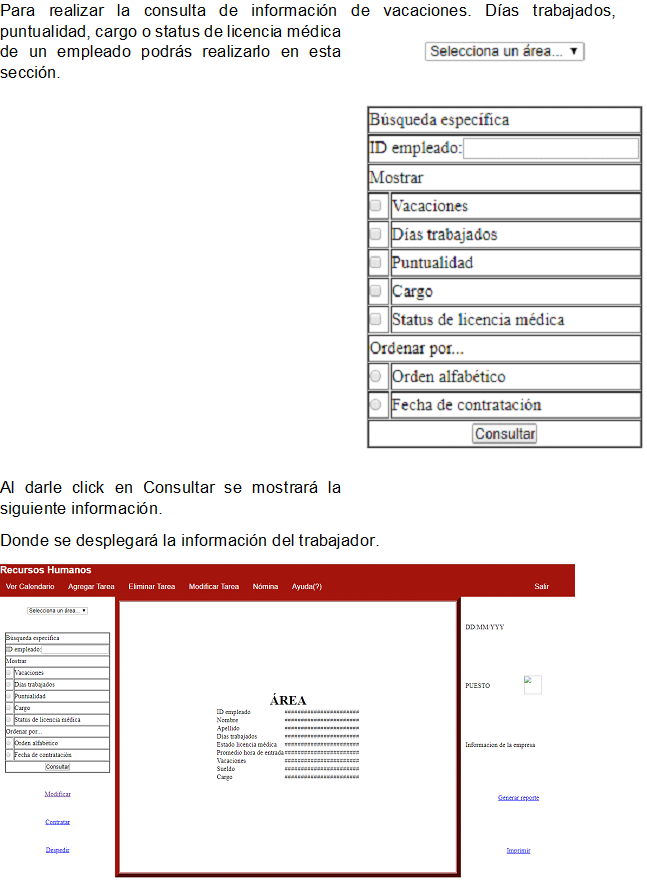 Para realizar la consulta de información de vacaciones. Días trabajados,
puntualidad, cargo o status de licencia médica
de un empleado podrás realizarlo en esta
sección.
Selecciona un área... ▼
Búsqueda específica
ID empleado:
Mostrar
Vacaciones
Días trabajados
Puntualidad
Cargo
Status de licencia médica
Ordenar por...
Orden alfabético
Fecha de contratación
Consultar
Al darle click en Consultar se mostrará la
siguiente información.
Donde se desplegará la información del trabajador.
Recursos Humanos
Ver Calendario Agregar Tarea Eliminar Tarea Modificar Tarea Nómina Ayuda(?) Salir
Selecciona un área... ▼
Búsqueda específica
ID empleado:
Mostrar
Vacaciones
Días trabajados
Puntualidad
Cargo
Status de licencia médica
Ordenar por...
Orden alfabético
Fecha de contratación
Consultar
Modificar
Contratar
Despedir
ÁREA
ID empleado #######################
Nombre #######################
Apellido #######################
Días trabajados #######################
Estado licencia médica #######################
Promedio hora de entrada #######################
Vacaciones #######################
Sueldo #######################
Cargo #######################
DD/MM/YYY
PUESTO
Informacion de la empresa
Generar reporte
Imprimir